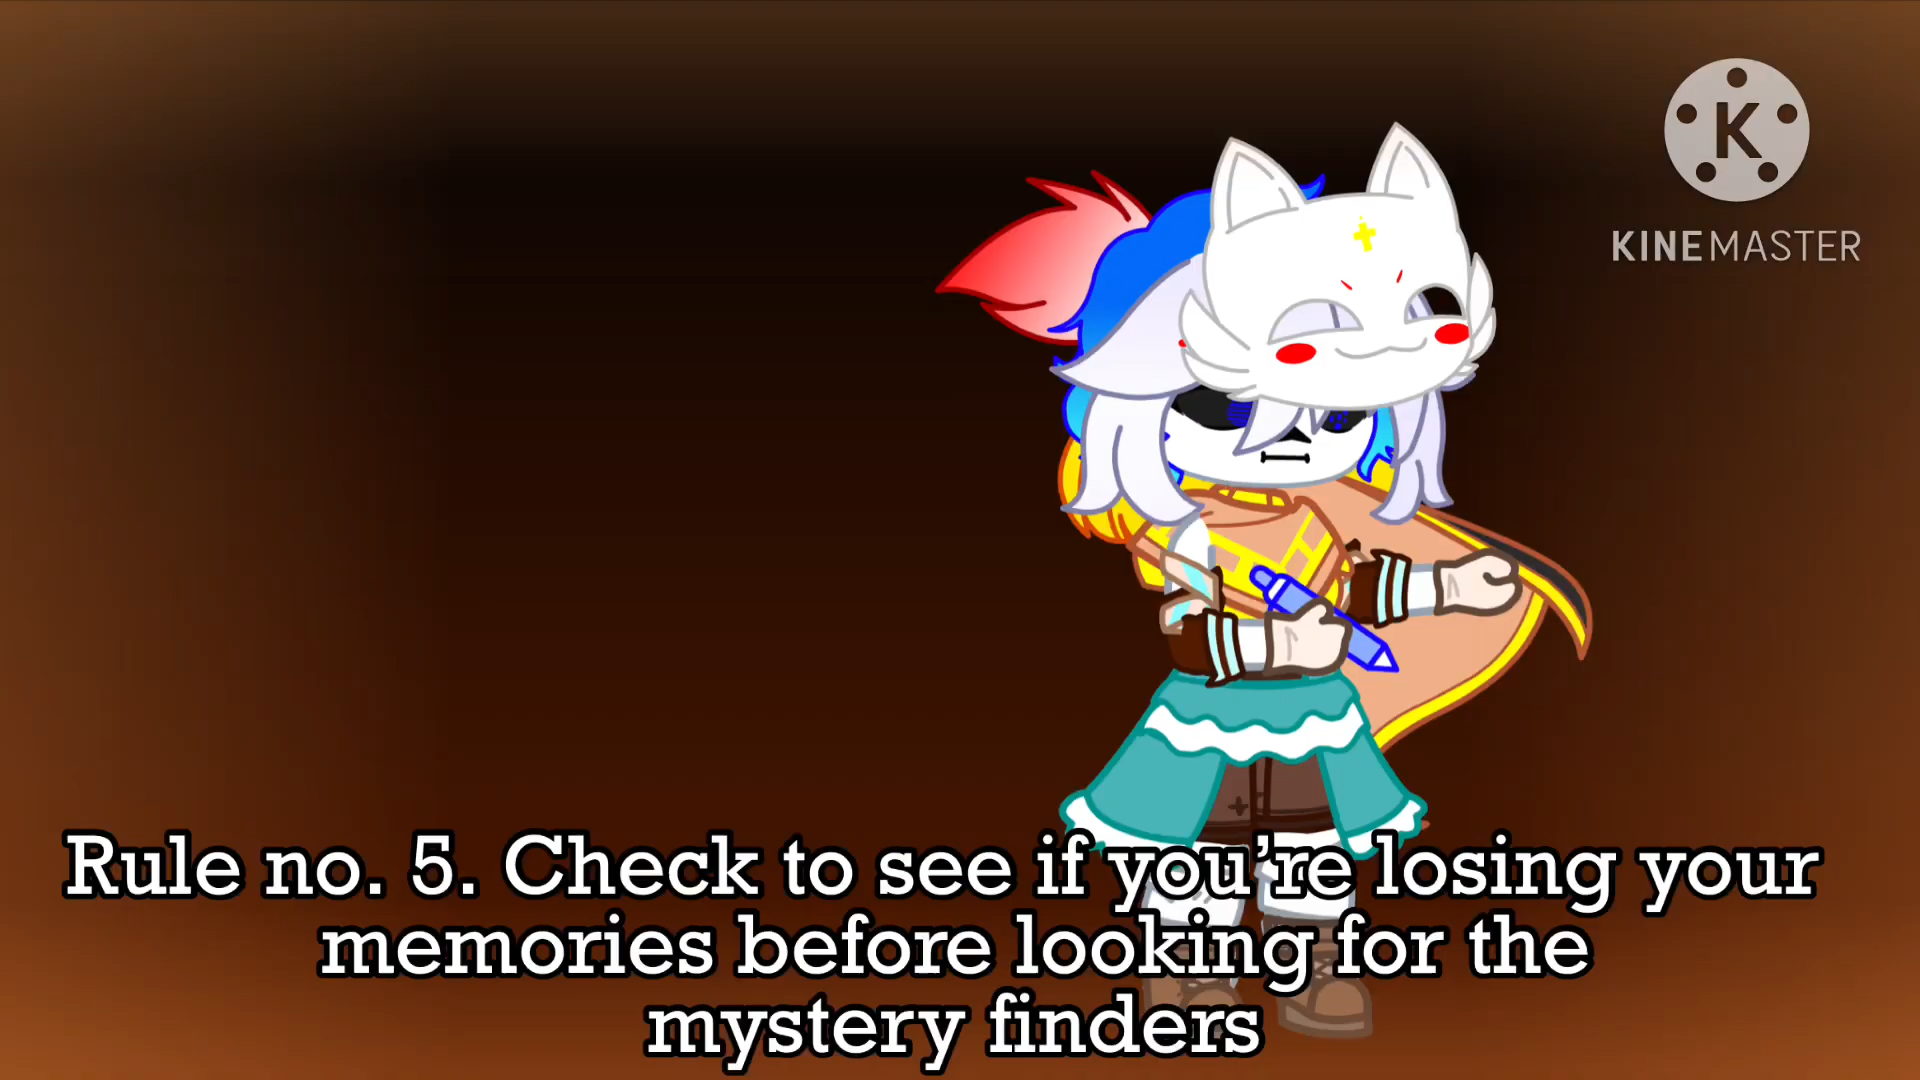 K
KINEMASTER
Rule no. 5. Check to see if you're losing your
memories before looking for the
mystery finders